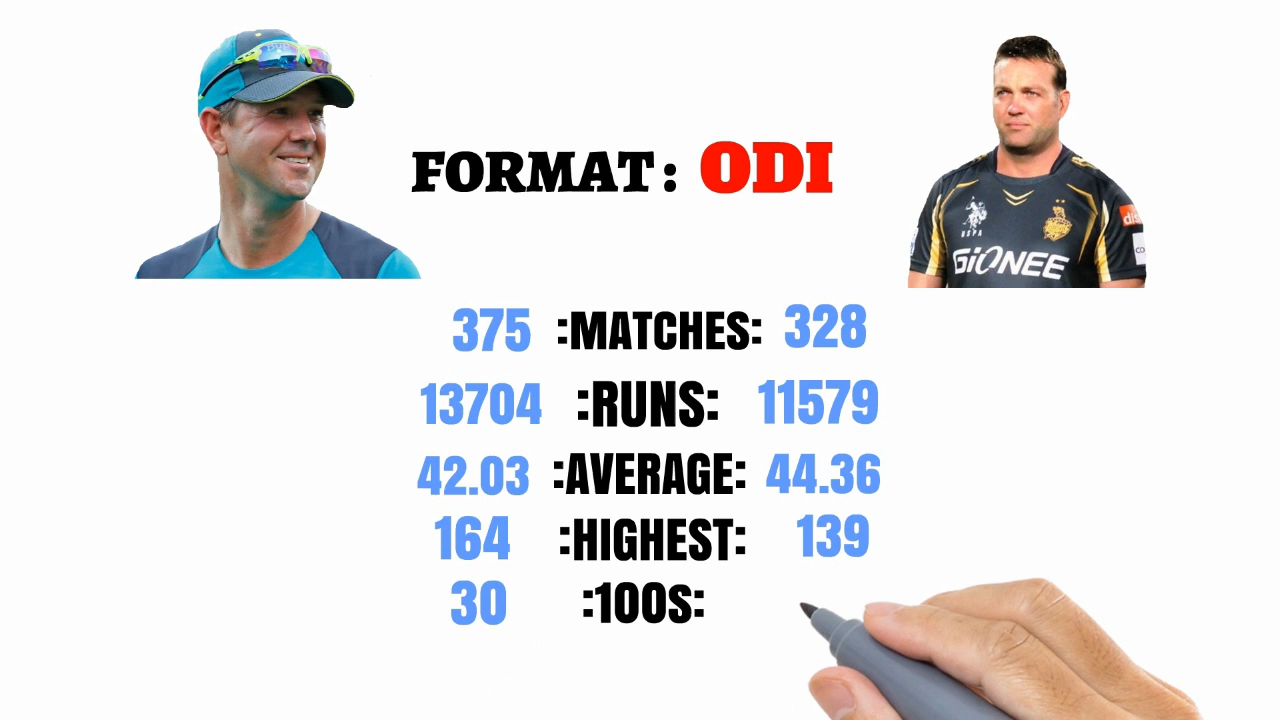 FORMAT: ODI
USPA
GIONEE
375 :MATCHES: 328
13704 :RUNS: 11579
42.03 :AVERAGE: 44.36
164 :HIGHEST: 139
30 :100s: